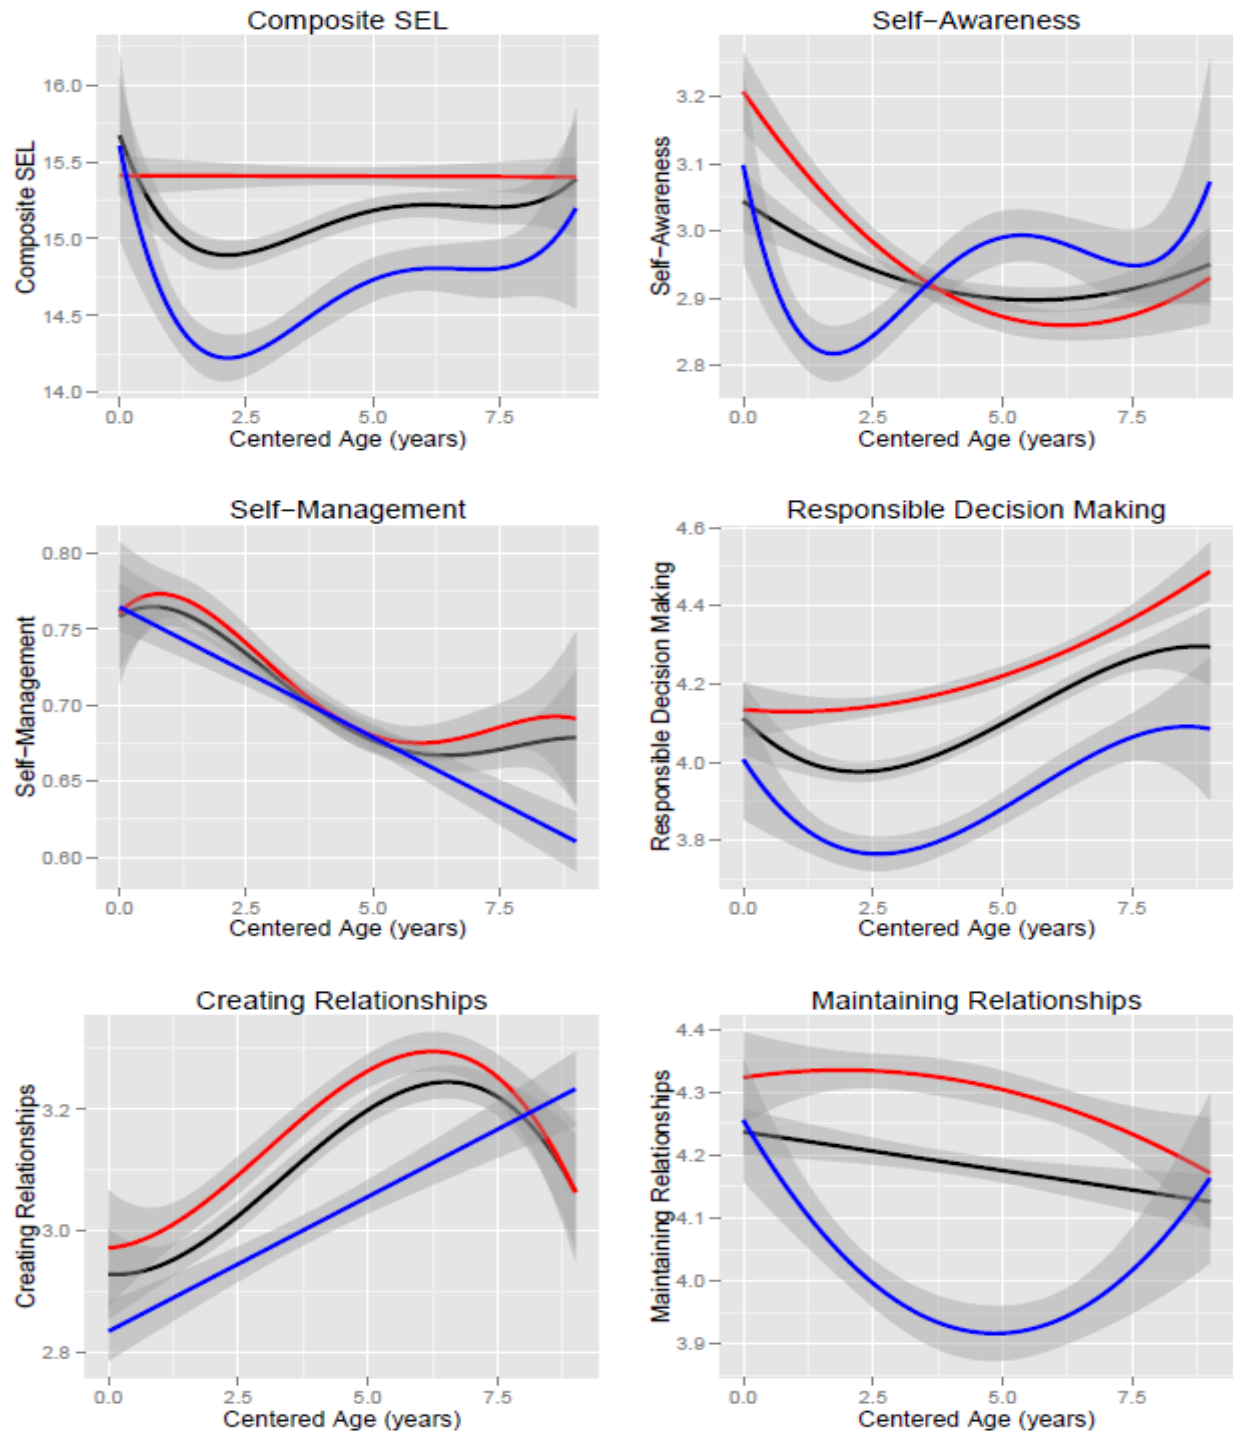 Composite SEL
Composite SEL
16.0
15.5
15.0
14.5
14.0
0.0 2.5 5.0 7.5
Centered Age (years)
Self−Awareness
Self−Awareness
3.2
3.1
3.0
2.9
2.8
0.0 2.5 5.0 7.5
Centered Age (years)
Self−Management
Self−Management
0.80
0.75
0.70
0.65
0.60
0.0 2.5 5.0 7.5
Centered Age (years)
Responsible Decision Making
Responsible Decision Making
4.6
4.4
4.2
4.0
3.8
0.0 2.5 5.0 7.5
Centered Age (years)
Creating Relationships
Creating Relationships
3.2
3.0
2.8
0.0 2.5 5.0 7.5
Centered Age (years)
Maintaining Relationships
Maintaining Relationships
4.4
4.3
4.2
4.1
4.0
3.9
0.0 2.5 5.0 7.5
Centered Age (years)